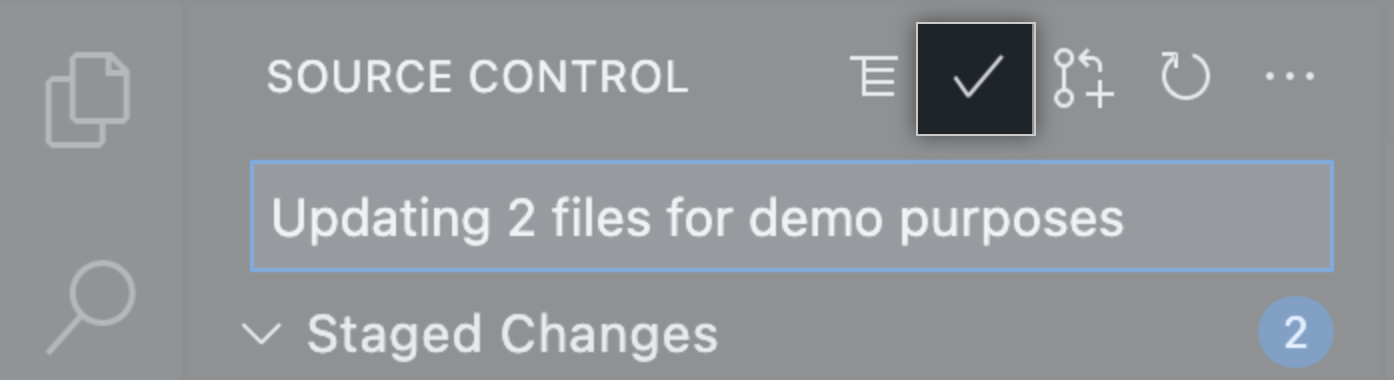 SOURCE CONTROL
Updating 2 files for demo purposes
Staged Changes 2